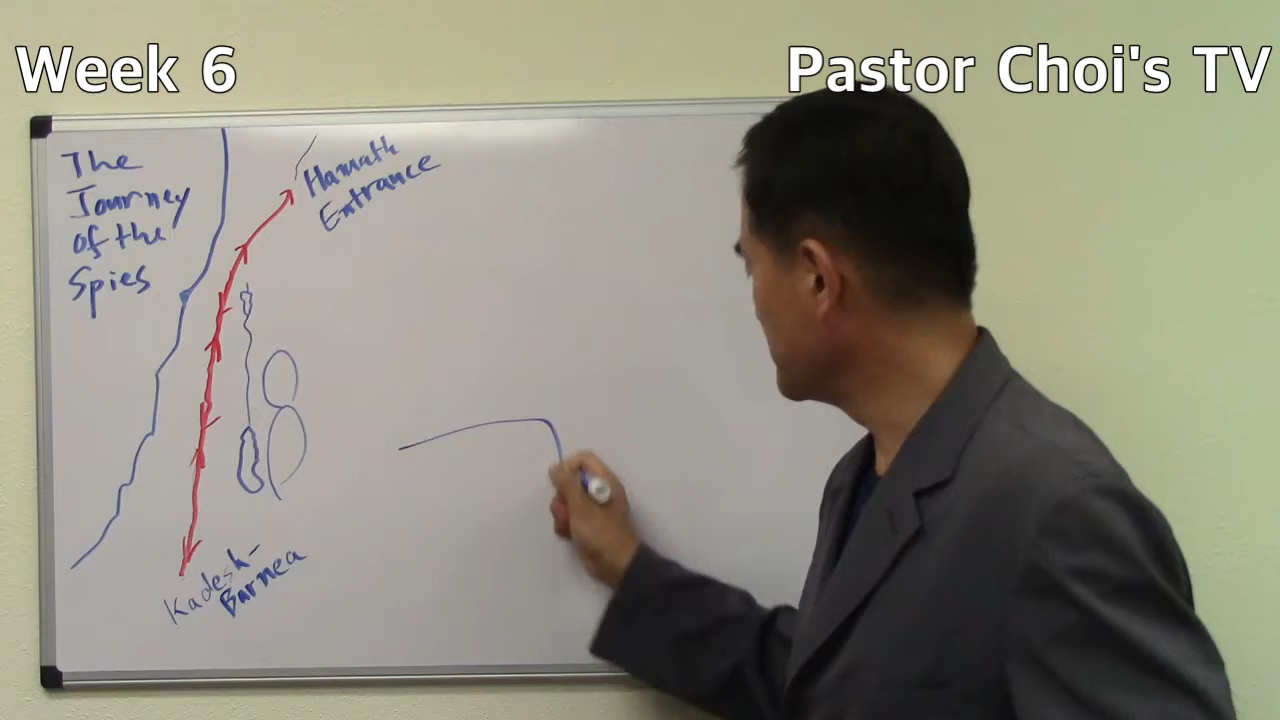 Week 6
Pastor Choi's TV
The
Journey
of the
Spies
Hamath
Entrance
Kadesh-
Barnea